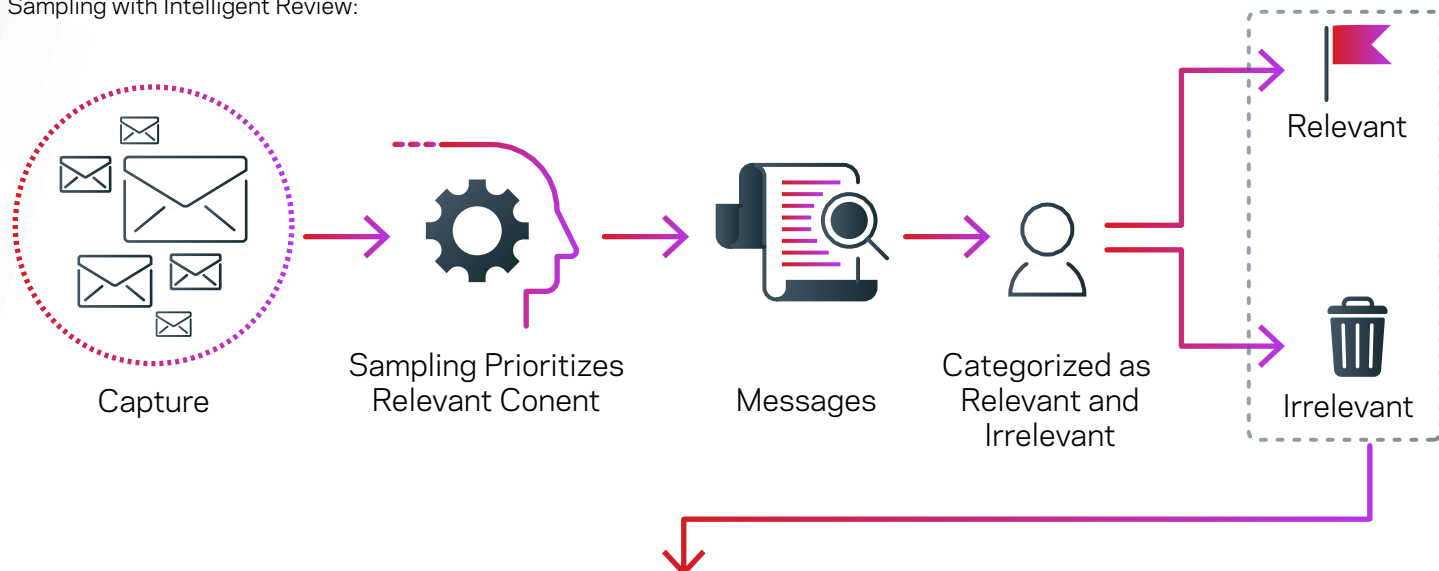 Sampling with Intelligent Review:
Relevant
Sampling Prioritizes
Relevant Conent
Capture
Messages
Categorized as
Relevant and
Irrelevant
Irrelevant